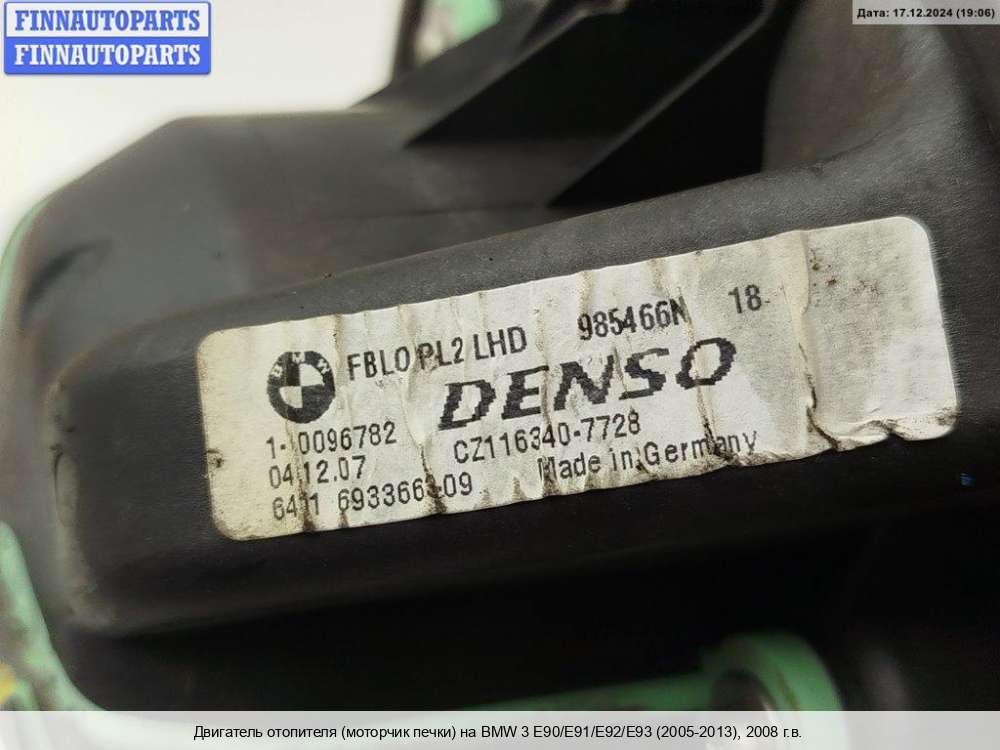 FINNAUTOPARTS
FINNAUTOPARTS
Дата: 17.12.2024 (19:06)
FBLO PL2 LHD 985466N 18
DENSO
1-0096782 CZ116340-7728
04.12.07 Made in Germany
6411 6933663-09
Двигатель отопителя (моторчик печки) на BMW 3 E90/E91/E92/E93 (2005-2013), 2008 г.в.